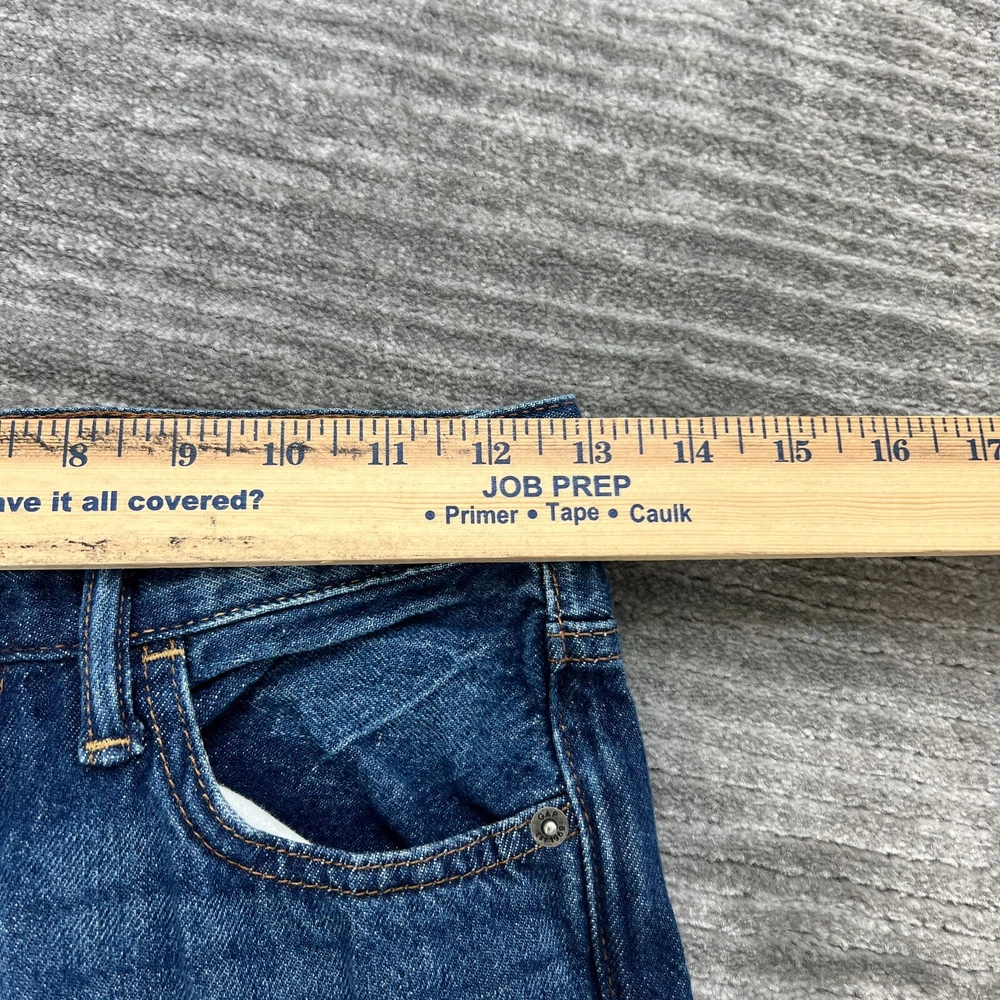 8 9 10 11 12 13 14 15 16 17
ave it all covered?
JOB PREP
• Primer • Tape • Caulk
GAP